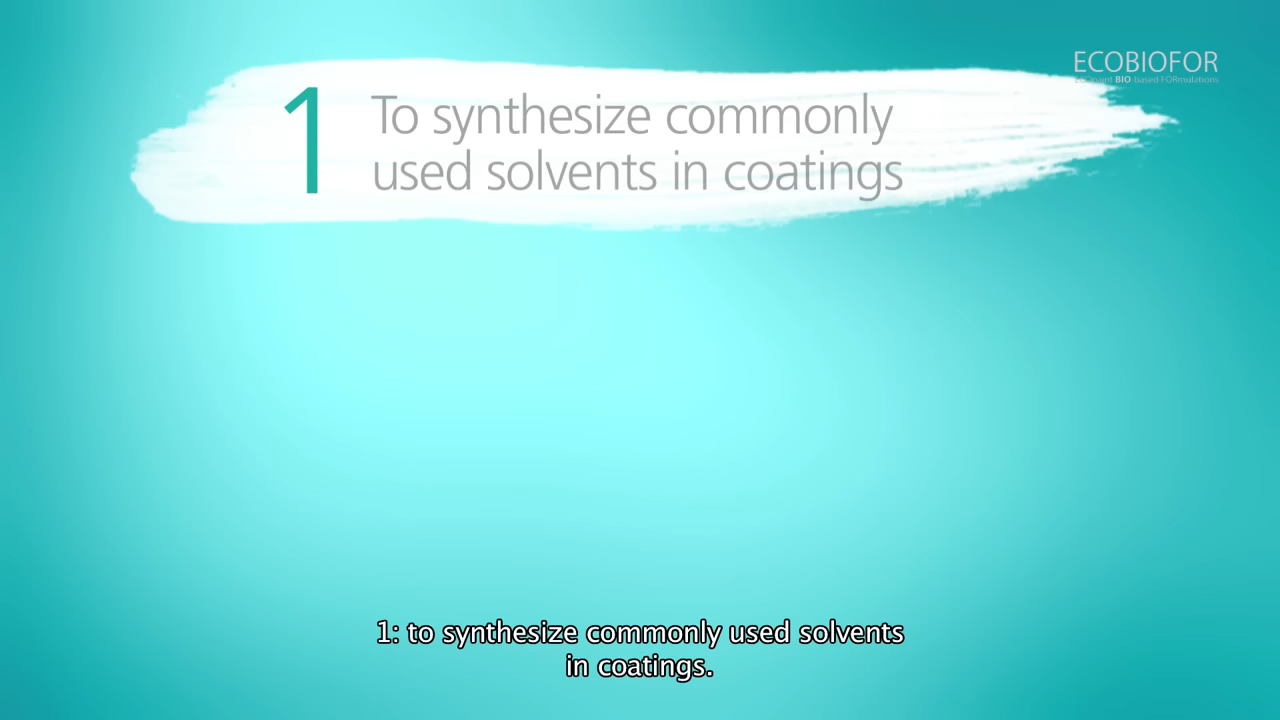 ECOBIOFOR
BIO-based FORmulations
1 To synthesize commonly
used solvents in coatings
1: to synthesize commonly used solvents
in coatings.